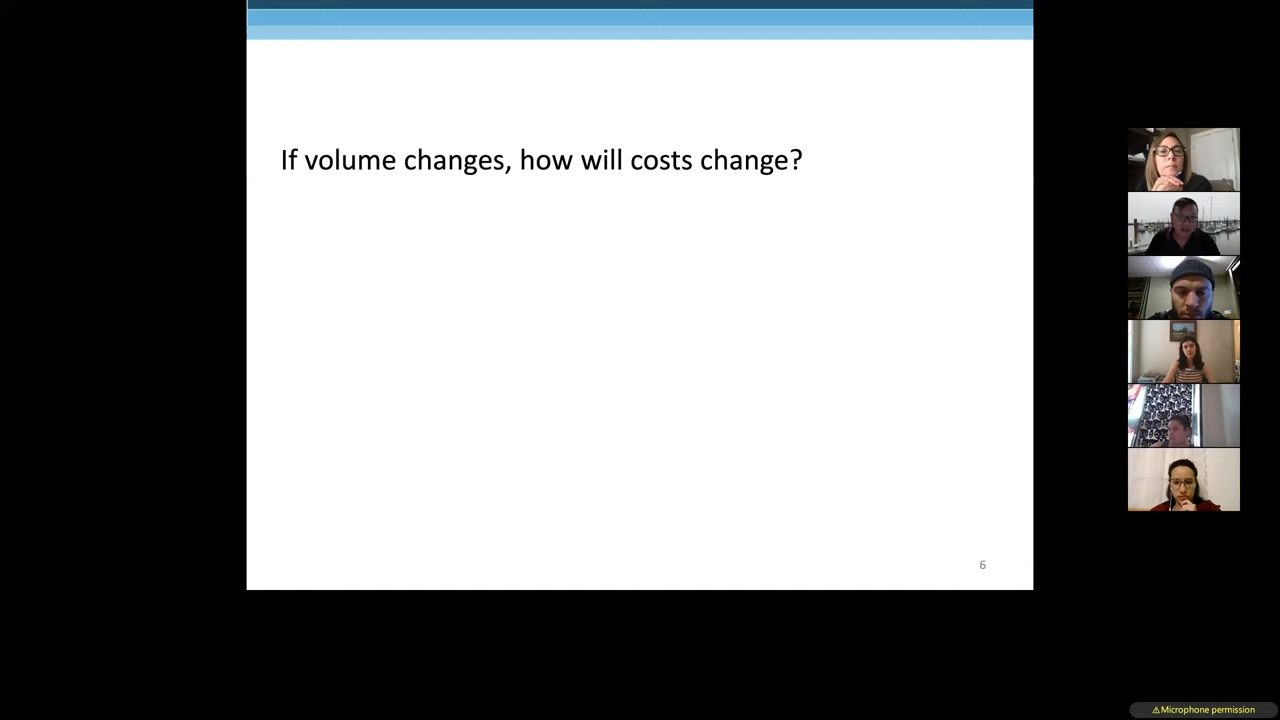 If volume changes, how will costs change?
6
⚠Microphone permission